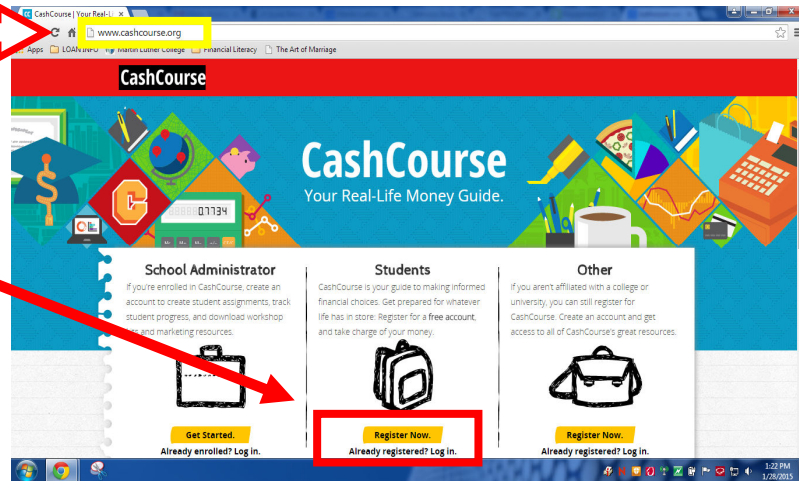 CashCourse | Your Real-Li
www.cashcourse.org
Apps
LOAN INFO
Martin Luther College
Financial Literacy
The Art of Marriage
CashCourse
C
07734
CashCourse
Your Real-Life Money Guide.
School Administrator
If you're enrolled in CashCourse, create an
account to create student assignments, track
student progress, and download workshop
and marketing resources.
Get Started.
Already enrolled? Log in.
Students
CashCourse is your guide to making informed
financial choices. Get prepared for whatever
life has in store: Register for a free account,
and take charge of your money.
Register Now.
Already registered? Log in.
Other
If you aren't affiliated with a college or
university, you can still register for
CashCourse. Create an account and get
access to all of CashCourse's great resources.
Register Now.
Already registered? Log in.
1:22 PM
1/28/2015